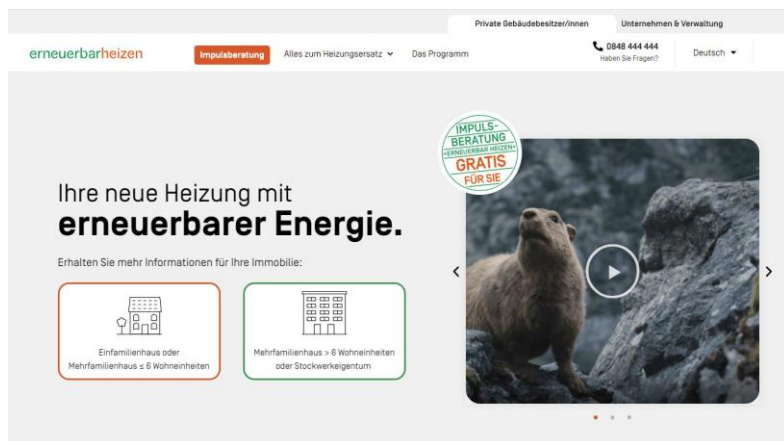 Private Gebäudebesitzer/innen
Unternehmen & Verwaltung
erneuerbarheizen
Impulsberatung
Alles zum Heizungsersatz
Das Programm
0848 444 444
Haben Sie Fragen?
Deutsch
Ihre neue Heizung mit
erneuerbarer Energie.
Erhalten Sie mehr Informationen für Ihre Immobilie:
Einfamilienhaus oder
Mehrfamilienhaus ≤ 6 Wohneinheiten
Mehrfamilienhaus > 6 Wohneinheiten
oder Stockwerkeigentum
IMPULS-
BERATUNG
«ERNEUERBAR HEIZEN»
GRATIS
FÜR SIE